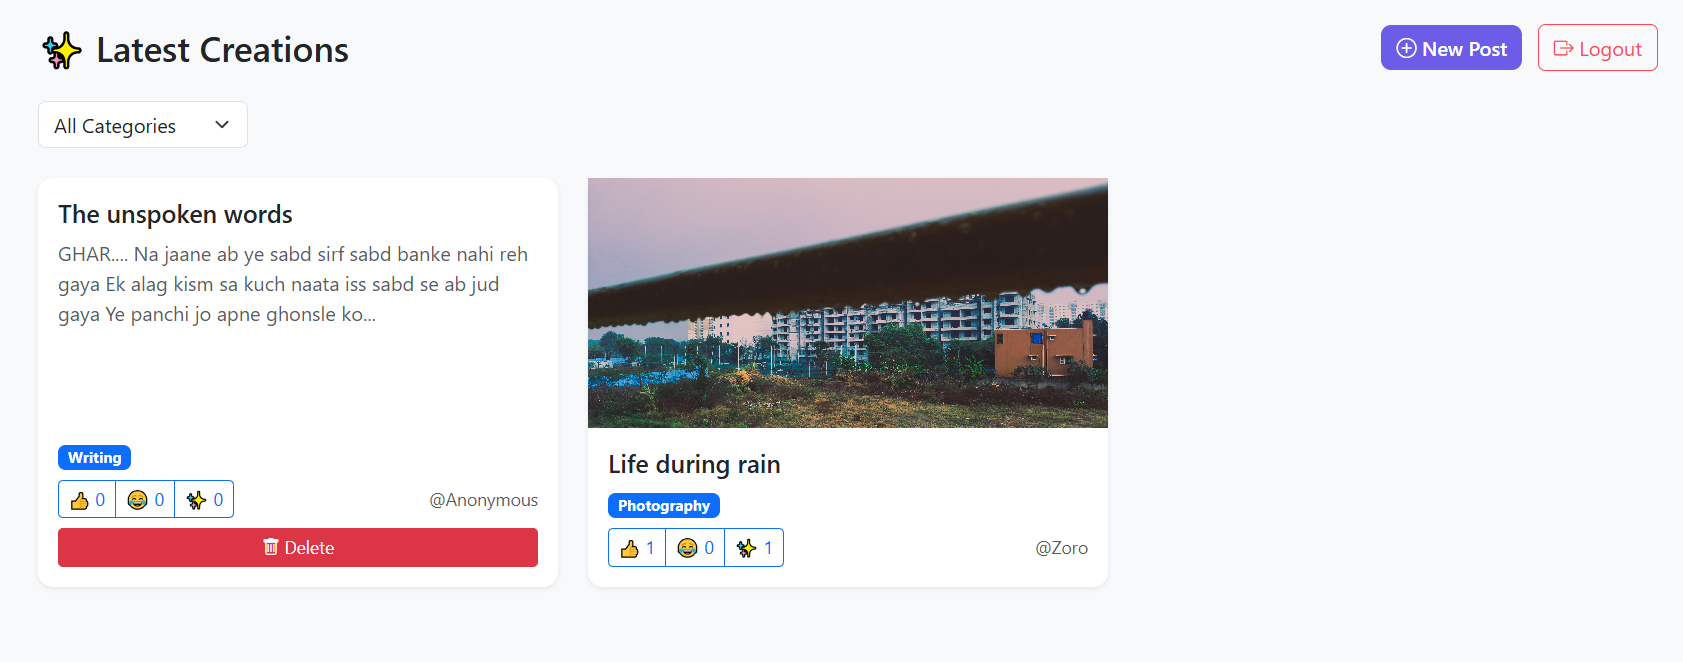 ✨ Latest Creations
New Post
Logout
All Categories
The unspoken words
GHAR.... Na jaane ab ye sabd sirf sabd banke nahi reh
gaya Ek alag kism sa kuch naata iss sabd se ab jud
gaya Ye panchi jo apne ghonsle ko...
Writing
👍 0 😂 0 ✨ 0
@Anonymous
Delete
Life during rain
Photography
👍 1 😂 0 ✨ 1
@Zoro